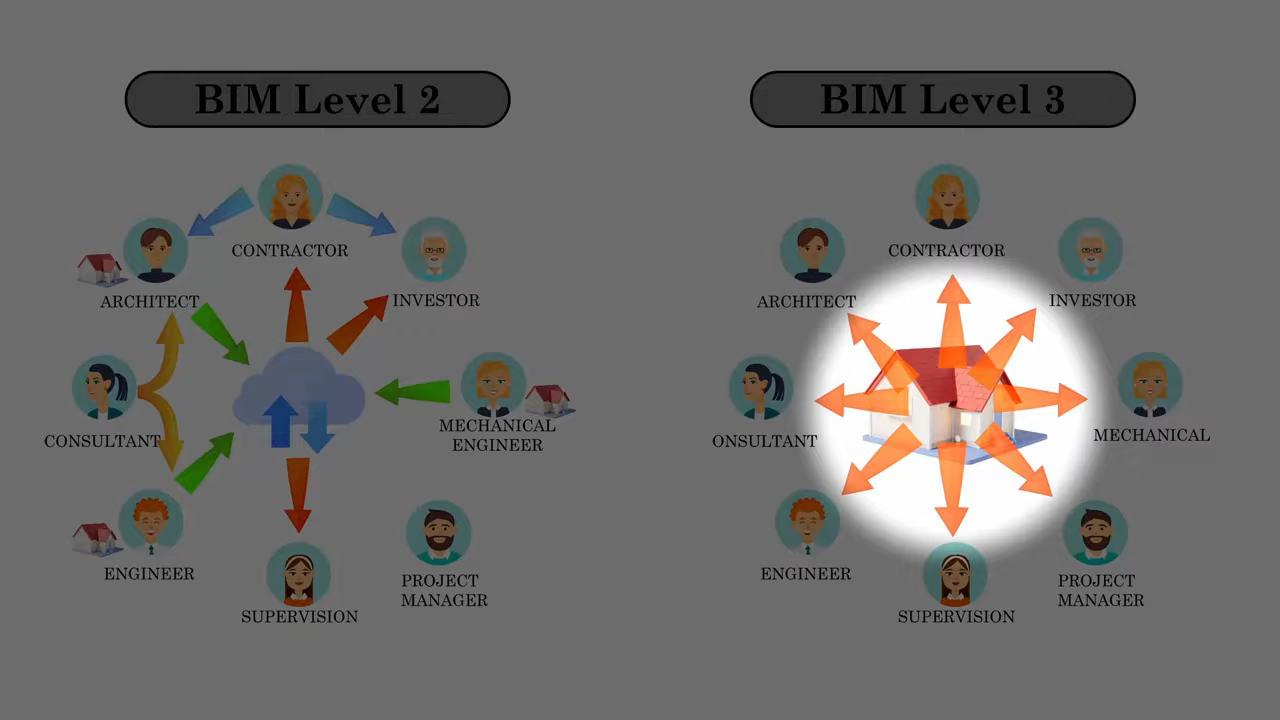 BIM Level 2
CONTRACTOR
ARCHITECT
INVESTOR
CONSULTANT
MECHANICAL
ENGINEER
ENGINEER
SUPERVISION
PROJECT
MANAGER
BIM Level 3
CONTRACTOR
ARCHITECT
INVESTOR
ONSULTANT
MECHANICAL
ENGINEER
SUPERVISION
PROJECT
MANAGER